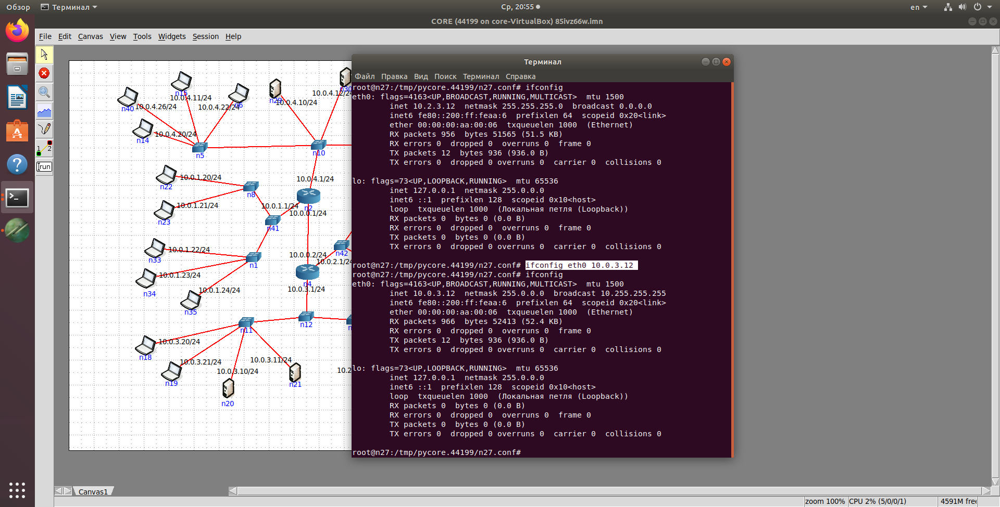 Обзор
Терминал
Ср, 20:55
en
CORE (44199 on core-VirtualBox) 85ivz66w.imn
File Edit Canvas View Tools Widgets Session Help
run
n40
10.0.4.26/24
n15
10.0.4.11/24
n6
10.0.4.22/24
n29
10.0.4.10/24
n30
10.0.4.12/24
n14
10.0.4.20/24
n5
n10
n22
10.0.1.20/24
n8
10.0.4.1/24
n2
10.0.1.1/24
10.0.0.1/24
n23
10.0.1.21/24
n41
n33
10.0.1.22/24
n1
10.0.0.2/24
n42
10.0.2.1/24
n34
10.0.1.23/24
n4
10.0.3.1/24
n35
10.0.1.24/24
n11
n12
n18
10.0.3.20/24
n19
10.0.3.21/24
n20
10.0.3.10/24
n21
10.0.3.11/24
10.2
Терминал
Файл Правка Вид Поиск Терминал Справка
root@n27:/tmp/pycore.44199/n27.conf# ifconfig
eth0: flags=4163<UP,BROADCAST,RUNNING,MULTICAST>  mtu 1500
        inet 10.2.3.12  netmask 255.255.255.0  broadcast 0.0.0.0
        inet6 fe80::200:ff:feaa:6  prefixlen 64  scopeid 0x20<link>
        ether 00:00:00:aa:00:06  txqueuelen 1000  (Ethernet)
        RX packets 956  bytes 51565 (51.5 KB)
        RX errors 0  dropped 0  overruns 0  frame 0
        TX packets 12  bytes 936 (936.0 B)
        TX errors 0  dropped 0 overruns 0  carrier 0  collisions 0
lo: flags=73<UP,LOOPBACK,RUNNING>  mtu 65536
        inet 127.0.0.1  netmask 255.0.0.0
        inet6 ::1  prefixlen 128  scopeid 0x10<host>
        loop  txqueuelen 1000  (Локальная петля (Loopback))
        RX packets 0  bytes 0 (0.0 B)
        RX errors 0  dropped 0  overruns 0  frame 0
        TX packets 0  bytes 0 (0.0 B)
        TX errors 0  dropped 0 overruns 0  carrier 0  collisions 0
root@n27:/tmp/pycore.44199/n27.conf# ifconfig eth0 10.0.3.12
root@n27:/tmp/pycore.44199/n27.conf# ifconfig
eth0: flags=4163<UP,BROADCAST,RUNNING,MULTICAST>  mtu 1500
        inet 10.0.3.12  netmask 255.0.0.0  broadcast 10.255.255.255
        inet6 fe80::200:ff:feaa:6  prefixlen 64  scopeid 0x20<link>
        ether 00:00:00:aa:00:06  txqueuelen 1000  (Ethernet)
        RX packets 966  bytes 52413 (52.4 KB)
        RX errors 0  dropped 0  overruns 0  frame 0
        TX packets 12  bytes 936 (936.0 B)
        TX errors 0  dropped 0 overruns 0  carrier 0  collisions 0
lo: flags=73<UP,LOOPBACK,RUNNING>  mtu 65536
        inet 127.0.0.1  netmask 255.0.0.0
        inet6 ::1  prefixlen 128  scopeid 0x10<host>
        loop  txqueuelen 1000  (Локальная петля (Loopback))
        RX packets 0  bytes 0 (0.0 B)
        RX errors 0  dropped 0  overruns 0  frame 0
        TX packets 0  bytes 0 (0.0 B)
        TX errors 0  dropped 0 overruns 0  carrier 0  collisions 0
root@n27:/tmp/pycore.44199/n27.conf#
Canvas1
zoom 100%
CPU 2% (5/0/0/1)
4591M free